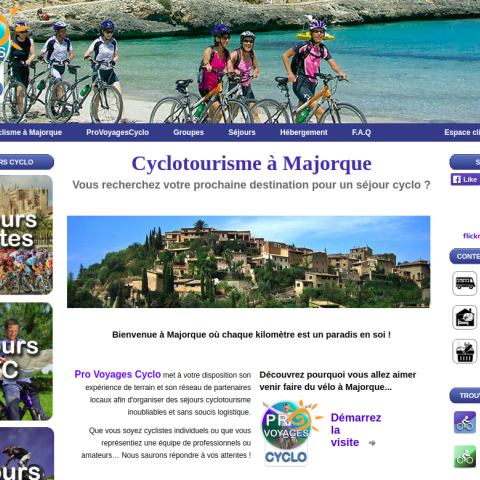 clisme à Majorque ProVoyagesCyclo Groupes Séjours Hébergement F.A.Q Espace cli
RS CYCLO
Cyclotourisme à Majorque
Vous recherchez votre prochaine destination pour un séjour cyclo ?
S
Like
flickr
CONTE
ours
tes
Bienvenue à Majorque où chaque kilomètre est un paradis en soi !
ours
C
Pro Voyages Cyclo met à votre disposition son
expérience de terrain et son réseau de partenaires
locaux afin d'organiser des séjours cyclotourisme
inoubliables et sans soucis logistique.
Que vous soyez cyclistes individuels ou que vous
représentiez une équipe de professionnels ou
amateurs… Nous saurons répondre à vos attentes !
Découvrez pourquoi vous allez aimer
venir faire du vélo à Majorque...
PRO
VOYAGES
CYCLO
Démarrez
la
visite
TROU
ours